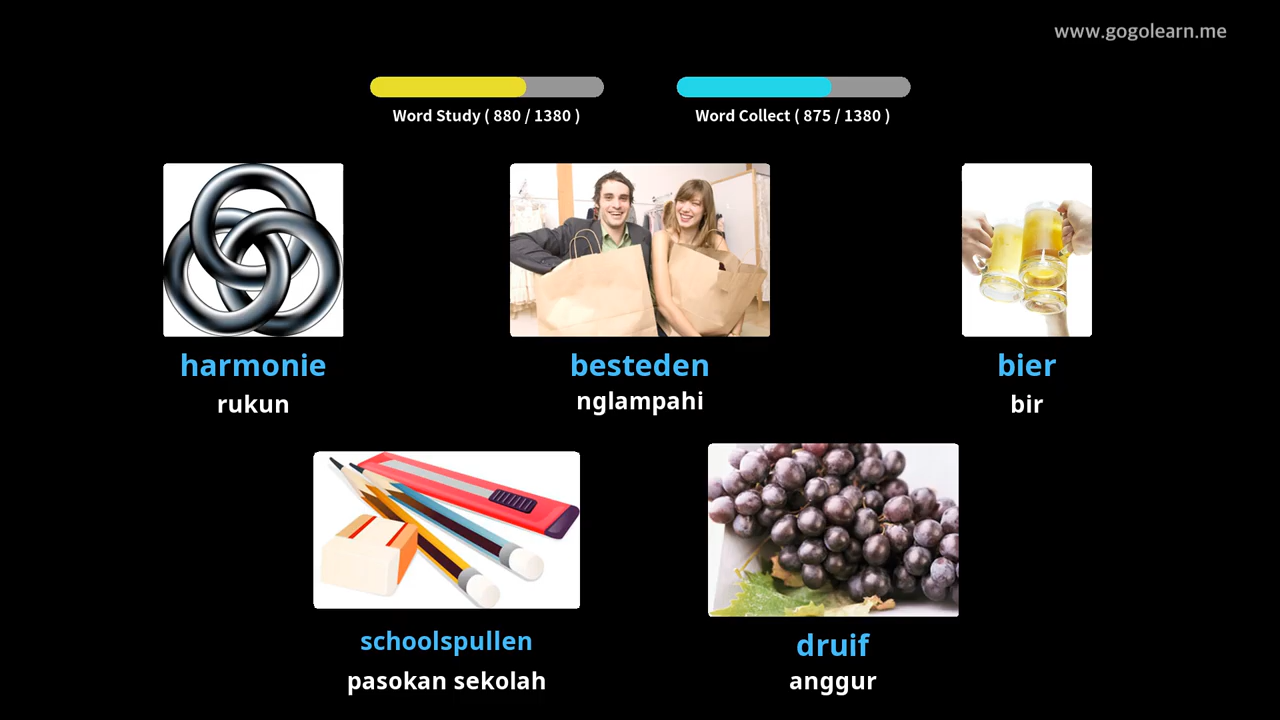 www.gogolearn.me
Word Study ( 880 / 1380 )
Word Collect ( 875 / 1380 )
harmonie
rukun
besteden
nglampahi
bier
bir
schoolspullen
pasokan sekolah
druif
anggur